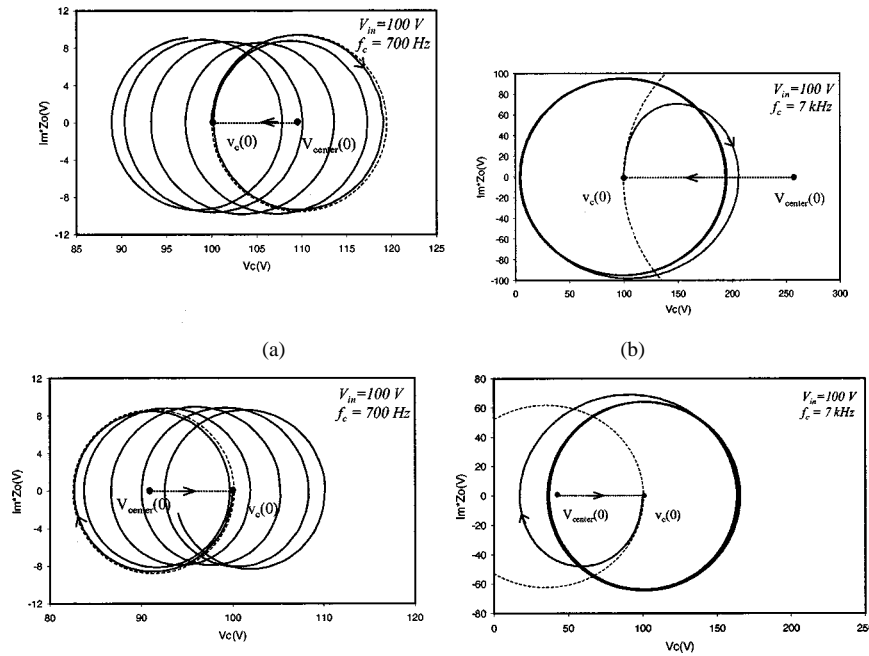 V_in=100 V
f_c = 700 Hz
Im*Zo(V)
12
8
4
0
-4
-8
-12
v_c(0)
V_center(0)
85 90 95 100 105 110 115 120 125
Vc(V)
V_in=100 V
f_c = 7 kHz
Im*Zo(V)
100
80
60
40
20
0
-20
-40
-60
-80
-100
v_c(0)
V_center(0)
0 50 100 150 200 250 300
Vc(V)
(a)
(b)
V_in=100 V
f_c = 700 Hz
Im*Zo(V)
12
8
4
0
-4
-8
-12
V_center(0)
v_c(0)
80 90 100 110 120
Vc(V)
V_in=100 V
f_c = 7 kHz
Im*Zo(V)
80
60
40
20
0
-20
-40
-60
-80
V_center(0)
v_c(0)
0 50 100 150 200 25
Vc(V)